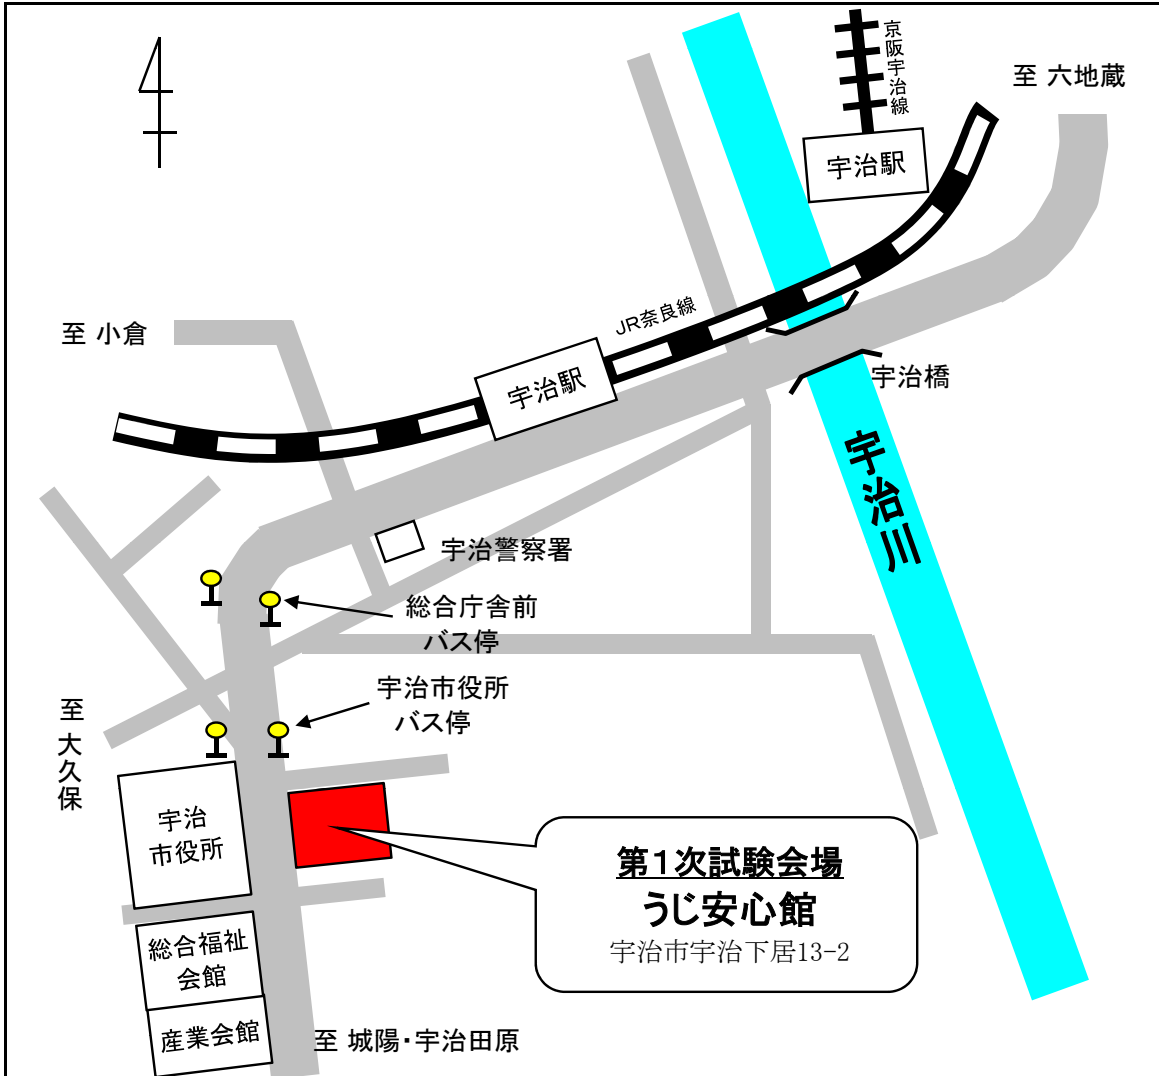 京阪宇治線
至 六地蔵
宇治駅
JR奈良線
至 小倉
宇治駅
宇治橋
宇治川
宇治警察署
総合庁舎前
バス停
宇治市役所
バス停
至 大久保
宇治
市役所
第1次試験会場
うじ安心館
宇治市宇治下居13-2
総合福祉
会館
産業会館
至 城陽・宇治田原